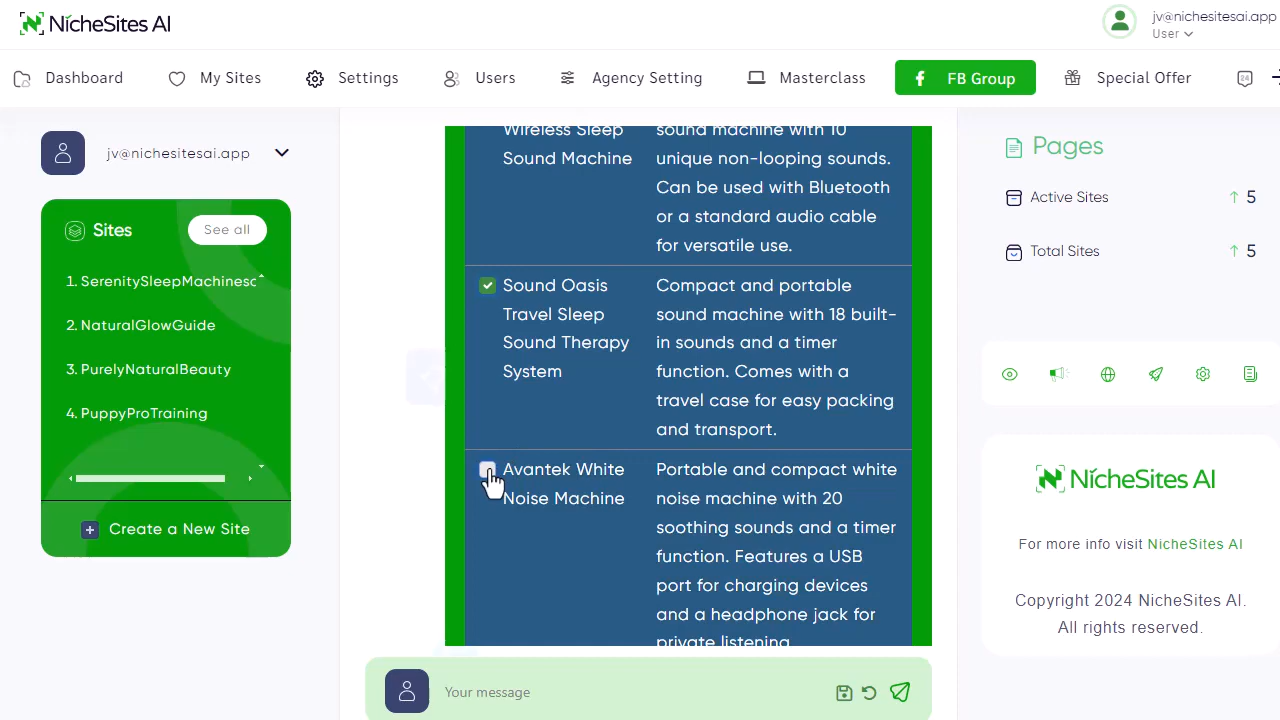 NicheSites AI
jv@nichesitesai.app
User
Dashboard
My Sites
Settings
Users
Agency Setting
Masterclass
FB Group
Special Offer
24
jv@nichesitesai.app
Sites
See all
1. SerenitySleepMachinesc
2. NaturalGlowGuide
3. PurelyNaturalBeauty
4. PuppyProTraining
Create a New Site
Wireless Sleep
Sound Machine
sound machine with 10
unique non-looping sounds.
Can be used with Bluetooth
or a standard audio cable
for versatile use.
Sound Oasis
Travel Sleep
Sound Therapy
System
Compact and portable
sound machine with 18 built-
in sounds and a timer
function. Comes with a
travel case for easy packing
and transport.
Avantek White
Noise Machine
Portable and compact white
noise machine with 20
soothing sounds and a timer
function. Features a USB
port for charging devices
and a headphone jack for
private listening
Your message
Pages
Active Sites
↑ 5
Total Sites
↑ 5
NicheSites AI
For more info visit NicheSites AI
Copyright 2024 NicheSites AI.
All rights reserved.